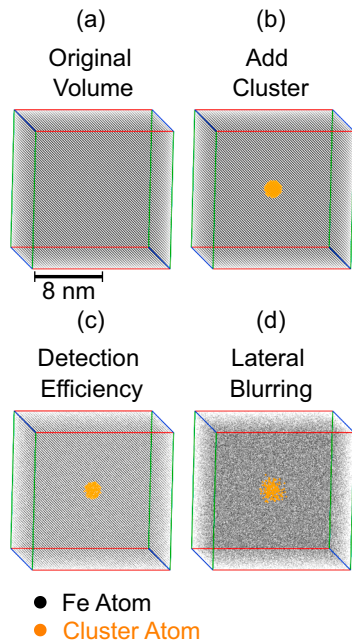 (a)
Original
Volume
(b)
Add
Cluster
8 nm
(c)
Detection
Efficiency
(d)
Lateral
Blurring
Fe Atom
Cluster Atom